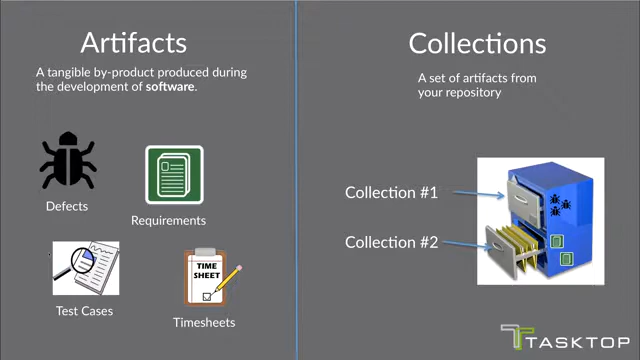 Artifacts
A tangible by-product produced during
the development of software.
Defects
Requirements
TIME
SHEET
Test Cases
Timesheets
Collections
A set of artifacts from
your repository
Collection #1
Collection #2
TASKTOP